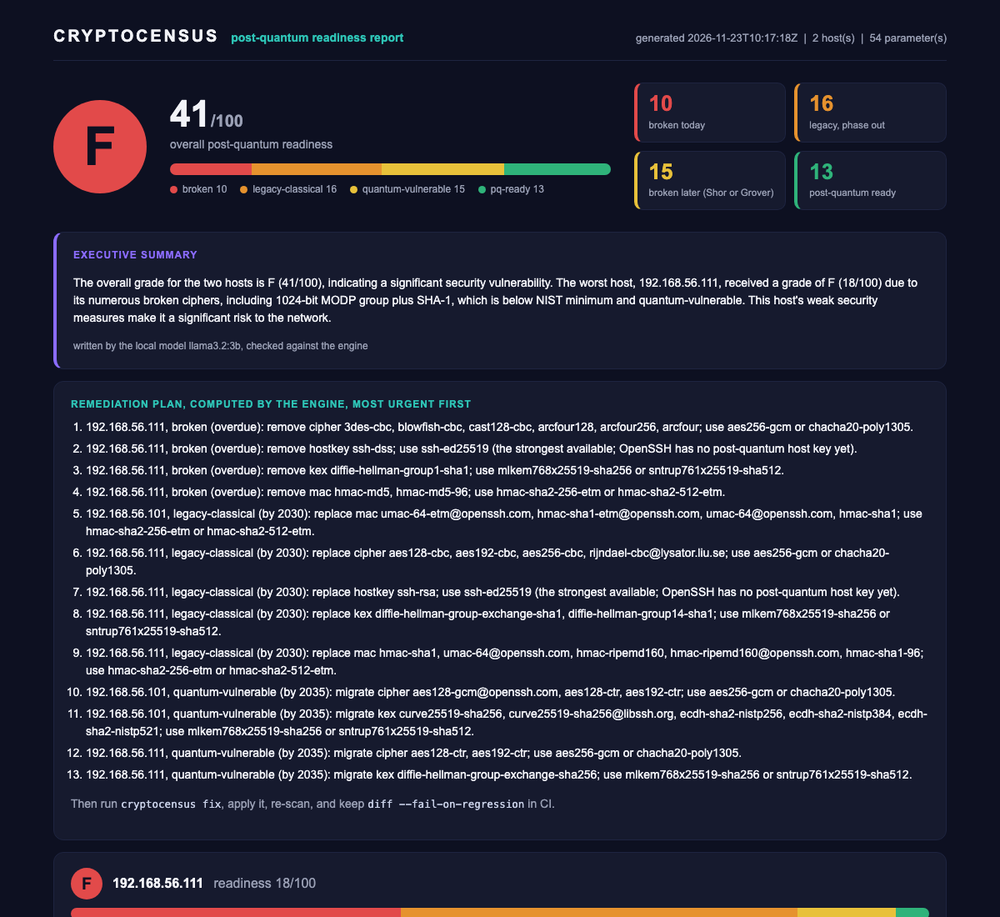 CRYPTOCENSUS post-quantum readiness report
generated 2026-11-23T10:17:18Z | 2 host(s) | 54 parameter(s)
F
41/100
overall post-quantum readiness
broken 10 legacy-classical 16 quantum-vulnerable 15 pq-ready 13
10
broken today
16
legacy, phase out
15
broken later (Shor or Grover)
13
post-quantum ready
EXECUTIVE SUMMARY
The overall grade for the two hosts is F (41/100), indicating a significant security vulnerability. The worst host, 192.168.56.111, received a grade of F (18/100) due to
its numerous broken ciphers, including 1024-bit MODP group plus SHA-1, which is below NIST minimum and quantum-vulnerable. This host's weak security
measures make it a significant risk to the network.
written by the local model llama3.2:3b, checked against the engine
REMEDIATION PLAN, COMPUTED BY THE ENGINE, MOST URGENT FIRST
1. 192.168.56.111, broken (overdue): remove cipher 3des-cbc, blowfish-cbc, cast128-cbc, arcfour128, arcfour256, arcfour; use aes256-gcm or chacha20-poly1305.
2. 192.168.56.111, broken (overdue): remove hostkey ssh-dss; use ssh-ed25519 (the strongest available; OpenSSH has no post-quantum host key yet).
3. 192.168.56.111, broken (overdue): remove kex diffie-hellman-group1-sha1; use mlkem768x25519-sha256 or sntrup761x25519-sha512.
4. 192.168.56.111, broken (overdue): remove mac hmac-md5, hmac-md5-96; use hmac-sha2-256-etm or hmac-sha2-512-etm.
5. 192.168.56.101, legacy-classical (by 2030): replace mac umac-64-etm@openssh.com, hmac-sha1-etm@openssh.com, umac-64@openssh.com, hmac-sha1; use
hmac-sha2-256-etm or hmac-sha2-512-etm.
6. 192.168.56.111, legacy-classical (by 2030): replace cipher aes128-cbc, aes192-cbc, aes256-cbc, rijndael-cbc@lysator.liu.se; use aes256-gcm or chacha20-
poly1305.
7. 192.168.56.111, legacy-classical (by 2030): replace hostkey ssh-rsa; use ssh-ed25519 (the strongest available; OpenSSH has no post-quantum host key yet).
8. 192.168.56.111, legacy-classical (by 2030): replace kex diffie-hellman-group-exchange-sha1, diffie-hellman-group14-sha1; use mlkem768x25519-sha256 or
sntrup761x25519-sha512.
9. 192.168.56.111, legacy-classical (by 2030): replace mac hmac-sha1, umac-64@openssh.com, hmac-ripemd160, hmac-ripemd160@openssh.com, hmac-sha1-96;
use hmac-sha2-256-etm or hmac-sha2-512-etm.
10. 192.168.56.101, quantum-vulnerable (by 2035): migrate cipher aes128-gcm@openssh.com, aes128-ctr, aes192-ctr; use aes256-gcm or chacha20-poly1305.
11. 192.168.56.101, quantum-vulnerable (by 2035): migrate kex curve25519-sha256, curve25519-sha256@libssh.org, ecdh-sha2-nistp256, ecdh-sha2-nistp384, ecdh-
sha2-nistp521; use mlkem768x25519-sha256 or sntrup761x25519-sha512.
12. 192.168.56.111, quantum-vulnerable (by 2035): migrate cipher aes128-ctr, aes192-ctr; use aes256-gcm or chacha20-poly1305.
13. 192.168.56.111, quantum-vulnerable (by 2035): migrate kex diffie-hellman-group-exchange-sha256; use mlkem768x25519-sha256 or sntrup761x25519-sha512.
Then run cryptocensus fix, apply it, re-scan, and keep diff --fail-on-regression in CI.
F 192.168.56.111 readiness 18/100